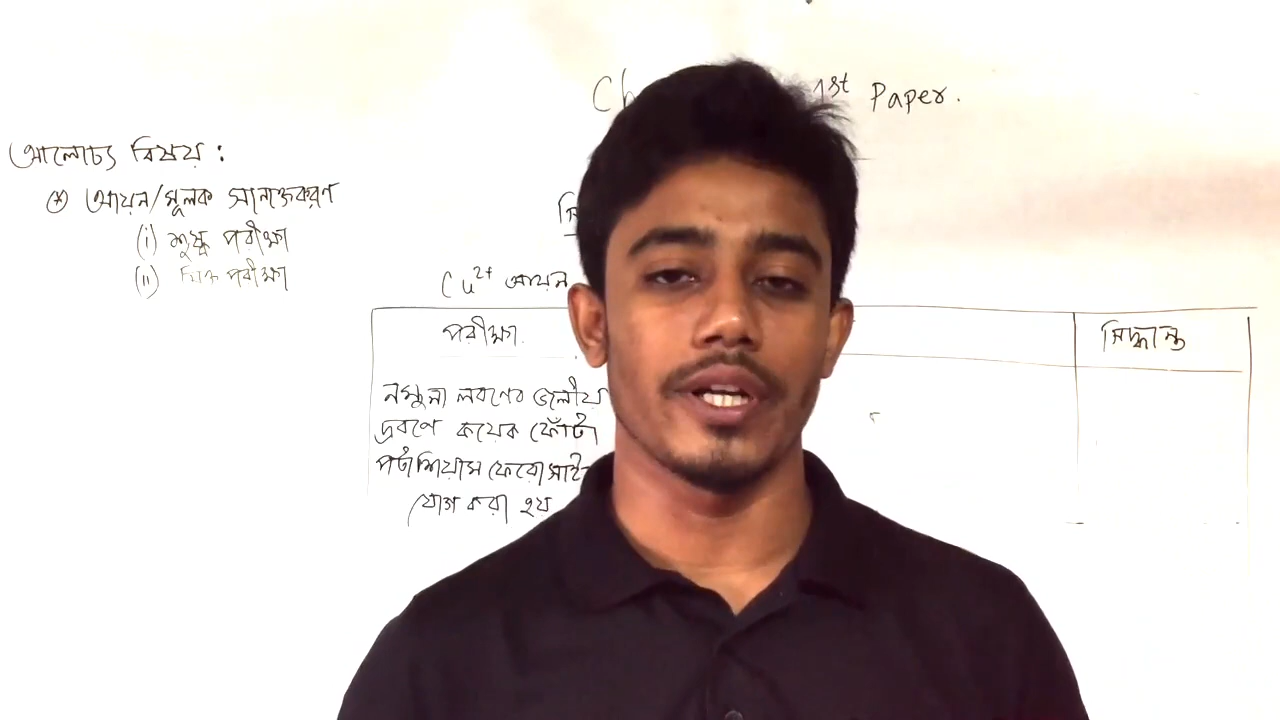 1st Paper.
আলোচ্য বিষয় :
আয়ন/মূলক সনাক্তকরণ
(i) শুষ্ক পরীক্ষা
(ii) সিক্ত পরীক্ষা
Cu2+ আয়ন
পরীক্ষা
সিদ্ধান্ত
নমুনা লবণের জলীয়
দ্রবণে কয়েক ফোঁটা
পটাশিয়াম
যোগ করা হয়